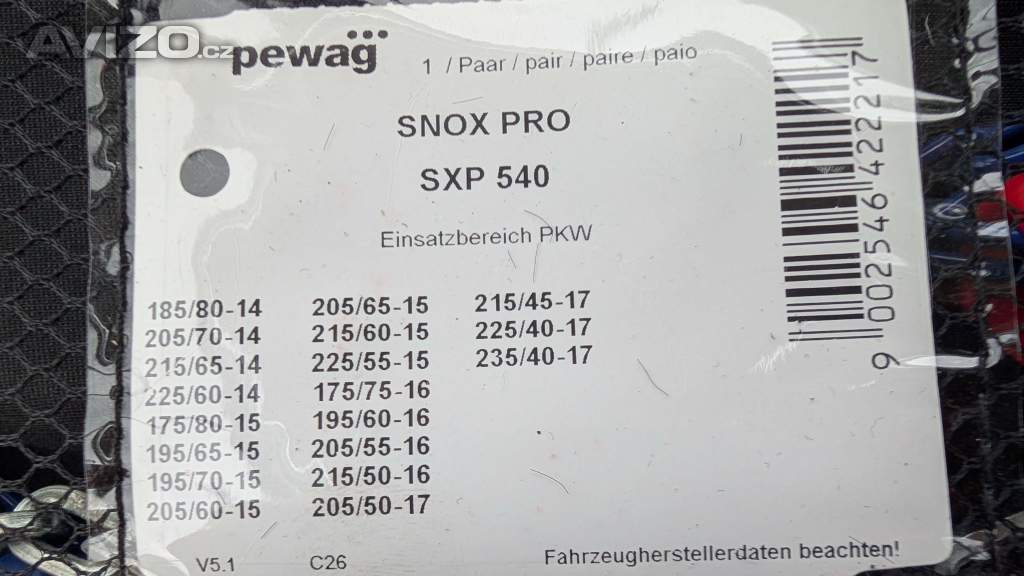 AVIZO.cz
pewag
1 / Paar / pair / paire / paio
SNOX PRO
SXP 540
Einsatzbereich PKW
185/80-14 205/65-15 215/45-17
205/70-14 215/60-15 225/40-17
215/65-14 225/55-15 235/40-17
225/60-14 175/75-16
175/80-15 195/60-16
195/65-15 205/55-16
195/70-15 215/50-16
205/60-15 205/50-17
V5.1 C26
Fahrzeugherstellerdaten beachten!
9 002546 422217